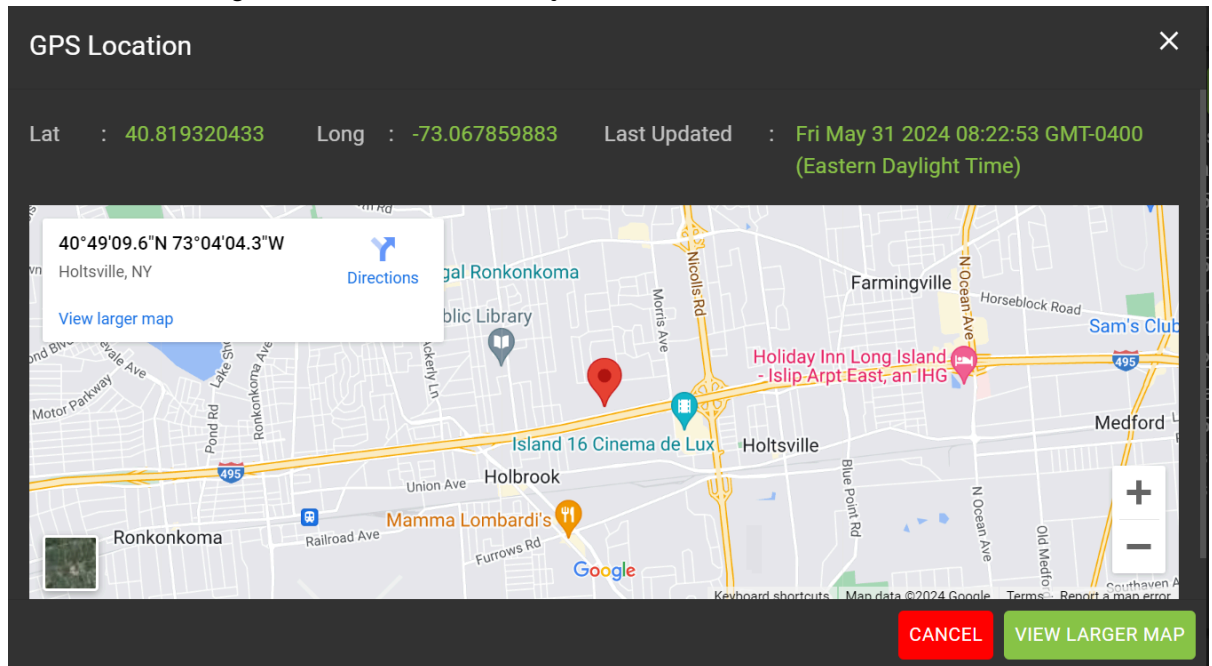 GPS Location
Lat : 40.819320433 Long : -73.067859883 Last Updated : Fri May 31 2024 08:22:53 GMT-0400
(Eastern Daylight Time)
40°49'09.6"N 73°04'04.3"W
Holtsville, NY
Directions
View larger map
gal Ronkonkoma
blic Library
Ackerly Ln
Morris Ave
Nicolls Rd
Farmingville
N Ocean Ave
Horseblock Road
Sam's Club
Holiday Inn Long Island
- Islip Arpt East, an IHG
495
Motor Parkway
Pond Rd
Ronkonkoma Ave
Medford
Island 16 Cinema de Lux
Holtsville
495
Union Ave
Holbrook
Blue Point Rd
N Ocean Ave
Mamma Lombardi's
Ronkonkoma
Railroad Ave
Furrows Rd
Old Medfor
Google
Southaven A
Keyboard shortcuts Map data ©2024 Google Terms Report a map error
CANCEL VIEW LARGER MAP